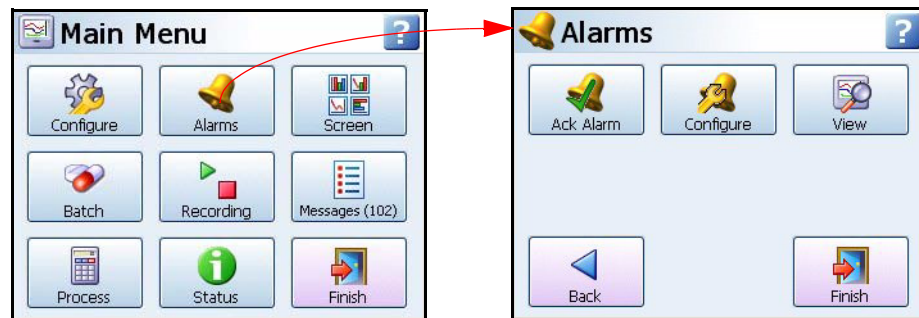 Main Menu
?
Configure
Alarms
Screen
Batch
Recording
Messages (102)
Process
Status
Finish
Alarms
?
Ack Alarm
Configure
View
Back
Finish